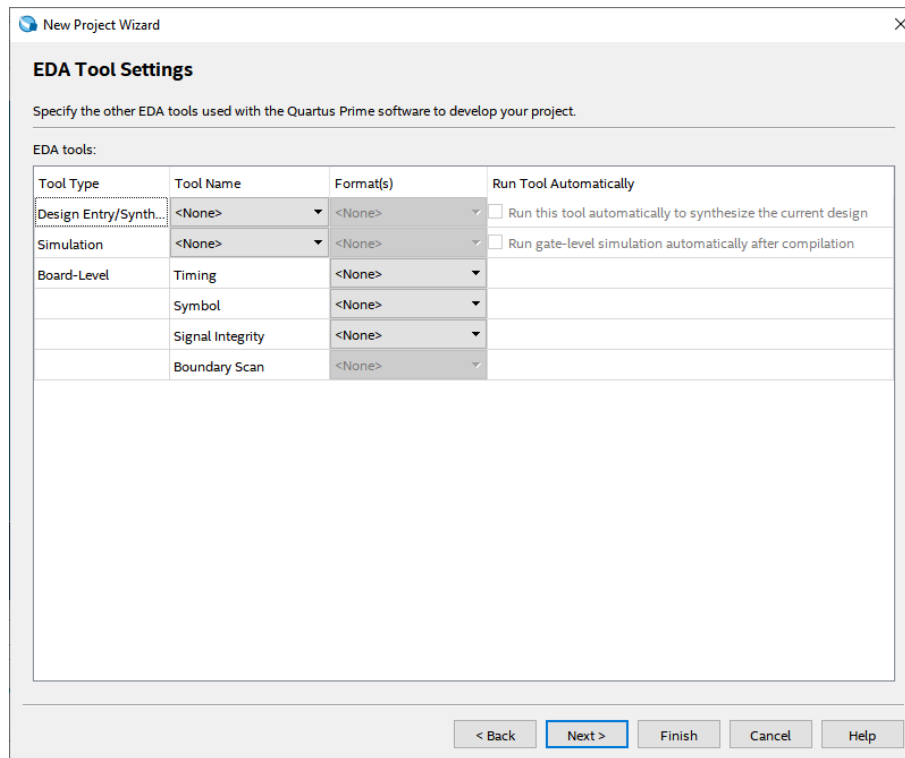 New Project Wizard
EDA Tool Settings
Specify the other EDA tools used with the Quartus Prime software to develop your project.
EDA tools:
Tool Type Tool Name Format(s) Run Tool Automatically
Design Entry/Synth... <None> <None> Run this tool automatically to synthesize the current design
Simulation <None> <None> Run gate-level simulation automatically after compilation
Board-Level Timing <None>
Symbol <None>
Signal Integrity <None>
Boundary Scan <None>
< Back Next > Finish Cancel Help